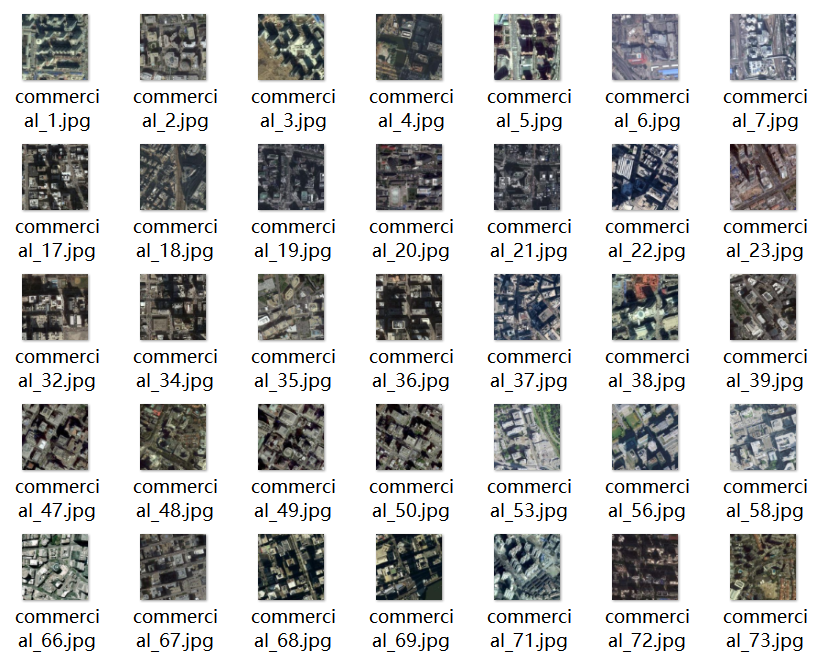 commerci commerci commerci commerci commerci commerci commerci
al_1.jpg al_2.jpg al_3.jpg al_4.jpg al_5.jpg al_6.jpg al_7.jpg
commerci commerci commerci commerci commerci commerci commerci
al_17.jpg al_18.jpg al_19.jpg al_20.jpg al_21.jpg al_22.jpg al_23.jpg
commerci commerci commerci commerci commerci commerci commerci
al_32.jpg al_34.jpg al_35.jpg al_36.jpg al_37.jpg al_38.jpg al_39.jpg
commerci commerci commerci commerci commerci commerci commerci
al_47.jpg al_48.jpg al_49.jpg al_50.jpg al_53.jpg al_56.jpg al_58.jpg
commerci commerci commerci commerci commerci commerci commerci
al_66.jpg al_67.jpg al_68.jpg al_69.jpg al_71.jpg al_72.jpg al_73.jpg